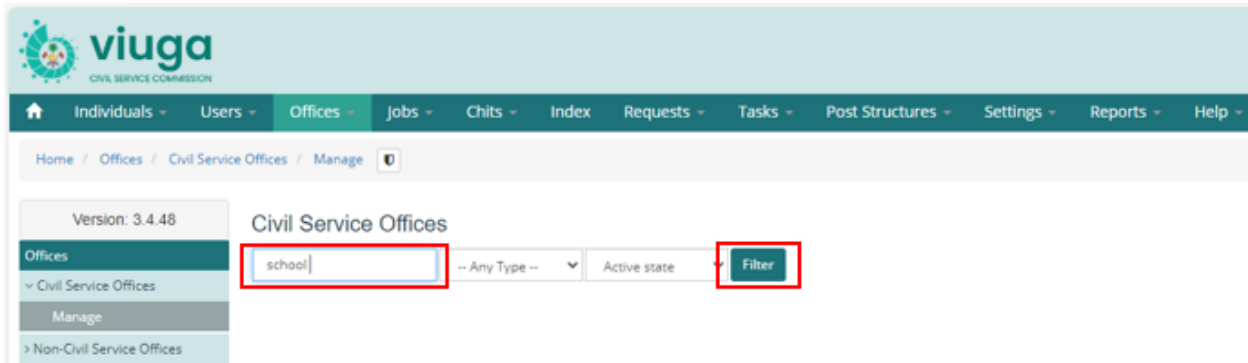 viuga
CIVIL SERVICE COMMISSION
Individuals Users Offices Jobs Chits Index Requests Tasks Post Structures Settings Reports Help
Home / Offices / Civil Service Offices / Manage
Version: 3.4.48
Civil Service Offices
Offices
school -- Any Type -- Active state Filter
Civil Service Offices
Manage
Non-Civil Service Offices